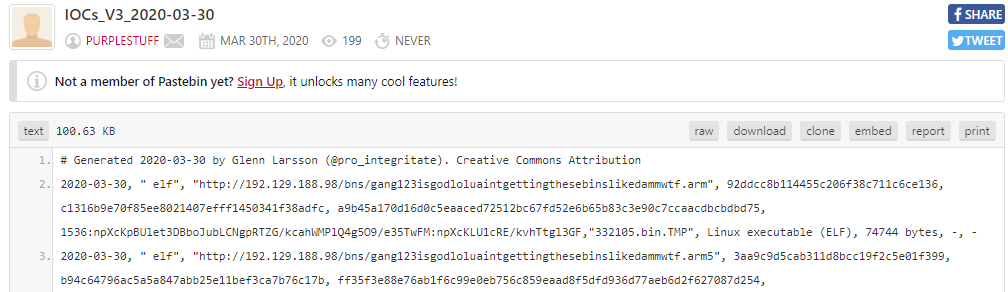 IOCs_V3_2020-03-30
SHARE
PURPLESTUFF MAR 30TH, 2020 199 NEVER
TWEET
Not a member of Pastebin yet? Sign Up, it unlocks many cool features!
text 100.63 KB raw download clone embed report print
1. # Generated 2020-03-30 by Glenn Larsson (@pro_integritate). Creative Commons Attribution
2. 2020-03-30, " elf", "http://192.129.188.98/bns/gang123isgodloluaintgettingthesebinslikedammwtf.arm", 92ddcc8b114455c206f38c711c6ce136,
c1316b9e70f85ee8021407efff1450341f38adfc, a9b45a170d16d0c5eaaced72512bc67fd52e6b65b83c3e90c7ccaacdbcbdbd75,
1536:npXcKpBUlet3DBboJubLCNgpRTZG/kcahWMPlQ4g5O9/e35TwFM:npXcKLU1cRE/kvhTtgl3GF,"332105.bin.TMP", Linux executable (ELF), 74744 bytes, -, -
3. 2020-03-30, " elf", "http://192.129.188.98/bns/gang123isgodloluaintgettingthesebinslikedammwtf.arm5", 3aa9c9d5cab311d8bcc19f2c5e01f399,
b94c64796ac5a5a847abb25e11bef3ca7b76c17b, ff35f3e88e76ab1f6c99e0eb756c859eaad8f5dfd936d77aeb6d2f627087d254,